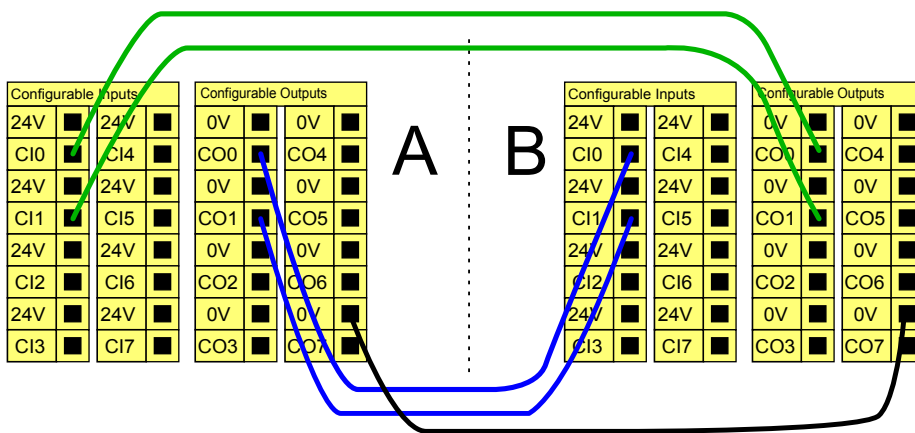 Configurable Inputs
24V 24V
CI0 CI4
24V 24V
CI1 CI5
24V 24V
CI2 CI6
24V 24V
CI3 CI7
Configurable Outputs
0V 0V
CO0 CO4
0V 0V
CO1 CO5
0V 0V
CO2 CO6
0V 0V
CO3 CO7
A
B
Configurable Inputs
24V 24V
CI0 CI4
24V 24V
CI1 CI5
24V 24V
CI2 CI6
24V 24V
CI3 CI7
Configurable Outputs
0V 0V
CO0 CO4
0V 0V
CO1 CO5
0V 0V
CO2 CO6
0V 0V
CO3 CO7